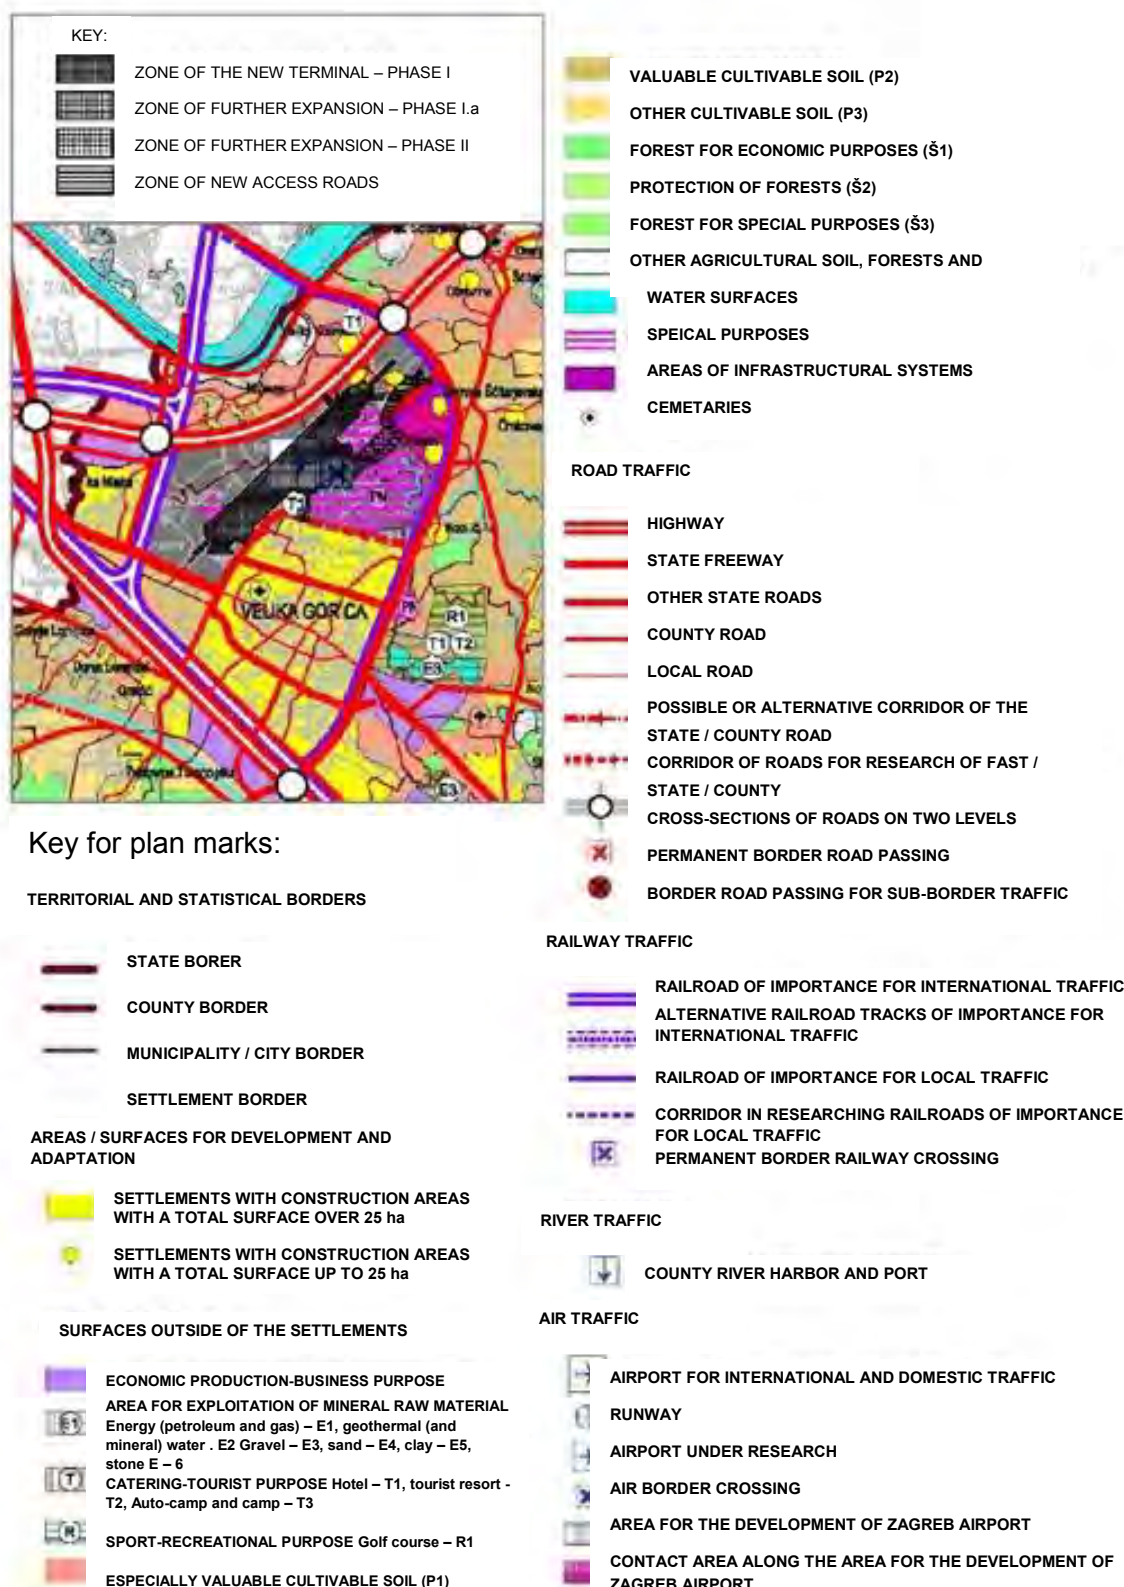 KEY:
ZONE OF THE NEW TERMINAL – PHASE I
ZONE OF FURTHER EXPANSION – PHASE I.a
ZONE OF FURTHER EXPANSION – PHASE II
ZONE OF NEW ACCESS ROADS
T1
T1
VELIKA GORICA
R1
T1 T2
E3
E3
Key for plan marks:
TERRITORIAL AND STATISTICAL BORDERS
STATE BORER
COUNTY BORDER
MUNICIPALITY / CITY BORDER
SETTLEMENT BORDER
AREAS / SURFACES FOR DEVELOPMENT AND
ADAPTATION
SETTLEMENTS WITH CONSTRUCTION AREAS
WITH A TOTAL SURFACE OVER 25 ha
SETTLEMENTS WITH CONSTRUCTION AREAS
WITH A TOTAL SURFACE UP TO 25 ha
SURFACES OUTSIDE OF THE SETTLEMENTS
ECONOMIC PRODUCTION-BUSINESS PURPOSE
E1
AREA FOR EXPLOITATION OF MINERAL RAW MATERIAL
Energy (petroleum and gas) – E1, geothermal (and
mineral) water . E2 Gravel – E3, sand – E4, clay – E5,
stone E – 6
T
CATERING-TOURIST PURPOSE Hotel – T1, tourist resort -
T2, Auto-camp and camp – T3
R
SPORT-RECREATIONAL PURPOSE Golf course – R1
ESPECIALLY VALUABLE CULTIVABLE SOIL (P1)
VALUABLE CULTIVABLE SOIL (P2)
OTHER CULTIVABLE SOIL (P3)
FOREST FOR ECONOMIC PURPOSES (Š1)
PROTECTION OF FORESTS (Š2)
FOREST FOR SPECIAL PURPOSES (Š3)
OTHER AGRICULTURAL SOIL, FORESTS AND
WATER SURFACES
SPEICAL PURPOSES
AREAS OF INFRASTRUCTURAL SYSTEMS
CEMETARIES
ROAD TRAFFIC
HIGHWAY
STATE FREEWAY
OTHER STATE ROADS
COUNTY ROAD
LOCAL ROAD
POSSIBLE OR ALTERNATIVE CORRIDOR OF THE
STATE / COUNTY ROAD
CORRIDOR OF ROADS FOR RESEARCH OF FAST /
STATE / COUNTY
CROSS-SECTIONS OF ROADS ON TWO LEVELS
PERMANENT BORDER ROAD PASSING
BORDER ROAD PASSING FOR SUB-BORDER TRAFFIC
RAILWAY TRAFFIC
RAILROAD OF IMPORTANCE FOR INTERNATIONAL TRAFFIC
ALTERNATIVE RAILROAD TRACKS OF IMPORTANCE FOR
INTERNATIONAL TRAFFIC
RAILROAD OF IMPORTANCE FOR LOCAL TRAFFIC
CORRIDOR IN RESEARCHING RAILROADS OF IMPORTANCE
FOR LOCAL TRAFFIC
PERMANENT BORDER RAILWAY CROSSING
RIVER TRAFFIC
COUNTY RIVER HARBOR AND PORT
AIR TRAFFIC
AIRPORT FOR INTERNATIONAL AND DOMESTIC TRAFFIC
RUNWAY
AIRPORT UNDER RESEARCH
AIR BORDER CROSSING
AREA FOR THE DEVELOPMENT OF ZAGREB AIRPORT
CONTACT AREA ALONG THE AREA FOR THE DEVELOPMENT OF
ZAGREB AIRPORT